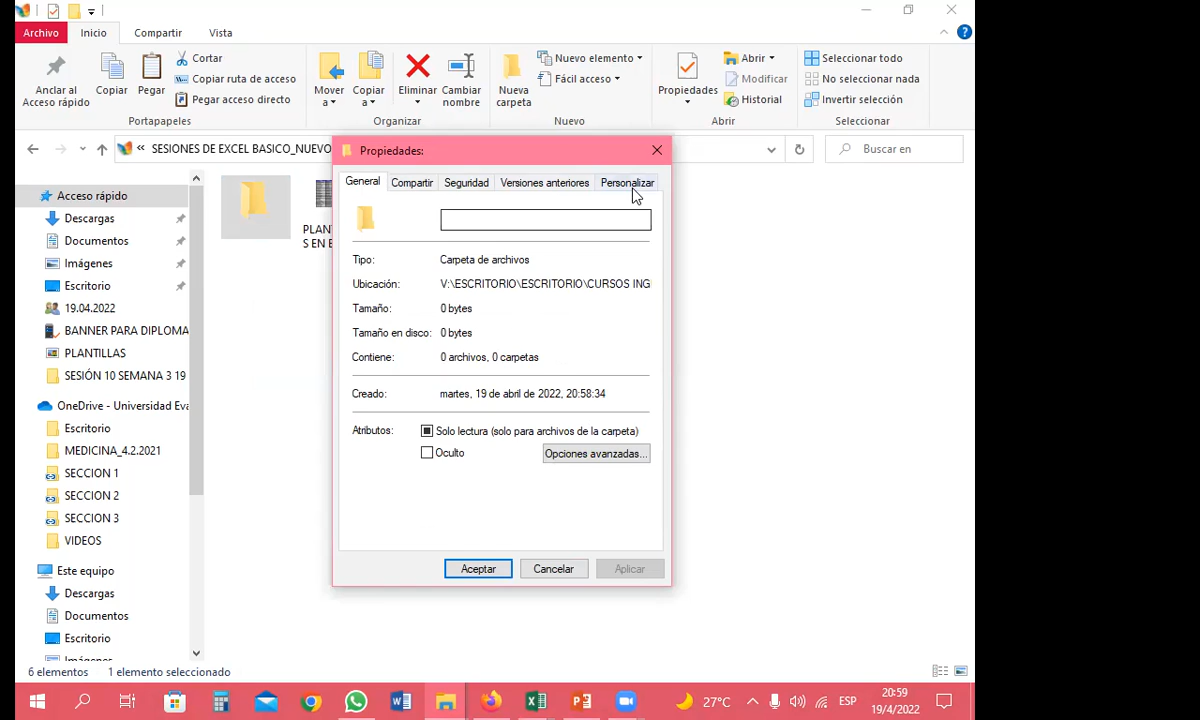 Archivo Inicio Compartir Vista
Anclar al Acceso rápido
Copiar
Pegar
Cortar
Copiar ruta de acceso
Pegar acceso directo
Portapapeles
Mover a
Copiar a
Eliminar
Cambiar nombre
Organizar
Nueva carpeta
Nuevo elemento
Fácil acceso
Nuevo
Propiedades
Abrir
Modificar
Historial
Abrir
Seleccionar todo
No seleccionar nada
Invertir selección
Seleccionar
« SESIONES DE EXCEL BASICO_NUEVO
Buscar en
Acceso rápido
Descargas
Documentos
Imágenes
Escritorio
19.04.2022
BANNER PARA DIPLOMA
PLANTILLAS
SESIÓN 10 SEMANA 3 19
OneDrive - Universidad Eva
Escritorio
MEDICINA_4.2.2021
SECCION 1
SECCION 2
SECCION 3
VIDEOS
Este equipo
Descargas
Documentos
Escritorio
PLANT
S EN E
Propiedades:
General Compartir Seguridad Versiones anteriores Personalizar
Tipo: Carpeta de archivos
Ubicación: V:\ESCRITORIO\ESCRITORIO\CURSOS ING
Tamaño: 0 bytes
Tamaño en disco: 0 bytes
Contiene: 0 archivos, 0 carpetas
Creado: martes, 19 de abril de 2022, 20:58:34
Atributos: Solo lectura (solo para archivos de la carpeta)
Oculto
Opciones avanzadas...
Aceptar Cancelar Aplicar
6 elementos 1 elemento seleccionado
27°C
ESP
20:59
19/4/2022